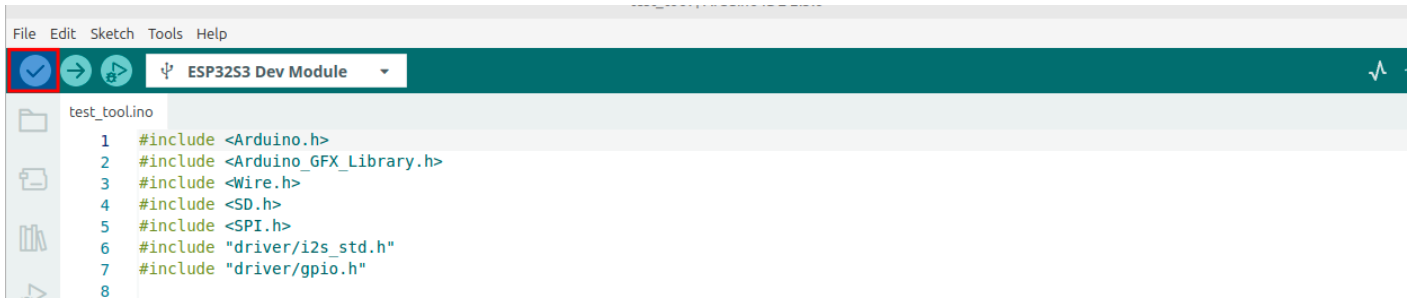 File Edit Sketch Tools Help
ESP32S3 Dev Module
test_tool.ino
1 #include <Arduino.h>
2 #include <Arduino_GFX_Library.h>
3 #include <Wire.h>
4 #include <SD.h>
5 #include <SPI.h>
6 #include "driver/i2s_std.h"
7 #include "driver/gpio.h"
8